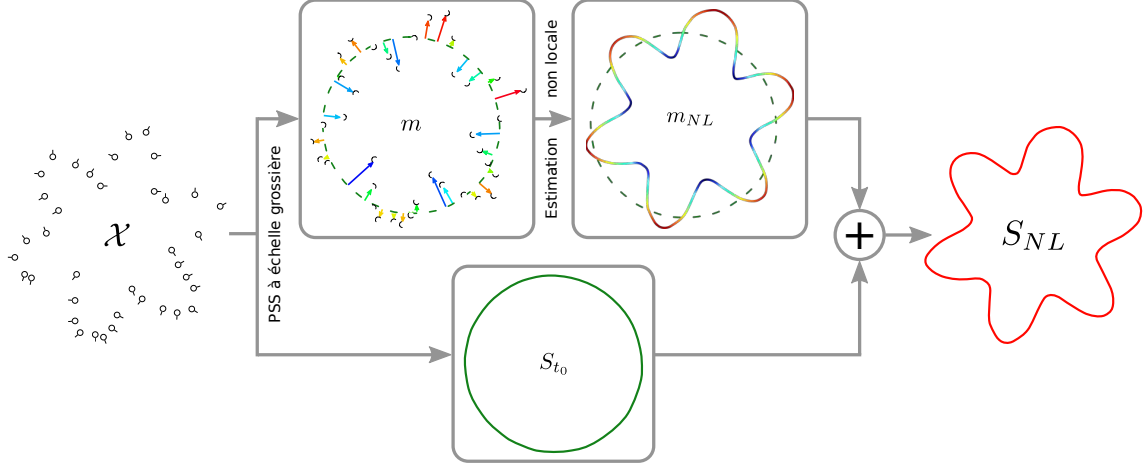 𝒳
PSS à échelle grossière
m
Estimation non locale
m_{NL}
S_{t_0}
+
S_{NL}